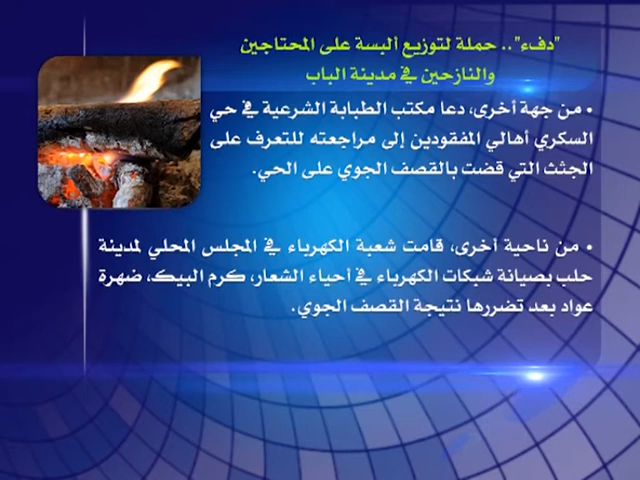 "دفء".. حملة لتوزيع ألبسة على المحتاجين
والنازحين في مدينة الباب
• من جهة أخرى، دعا مكتب الطبابة الشرعية في حي
السكري أهالي المفقودين إلى مراجعته للتعرف على
الجثث التي قضت بالقصف الجوي على الحي.
• من ناحية أخرى، قامت شعبة الكهرباء في المجلس المحلي لمدينة
حلب بصيانة شبكات الكهرباء في أحياء الشعار، كرم البيك، ضهرة
عواد بعد تضررها نتيجة القصف الجوي.